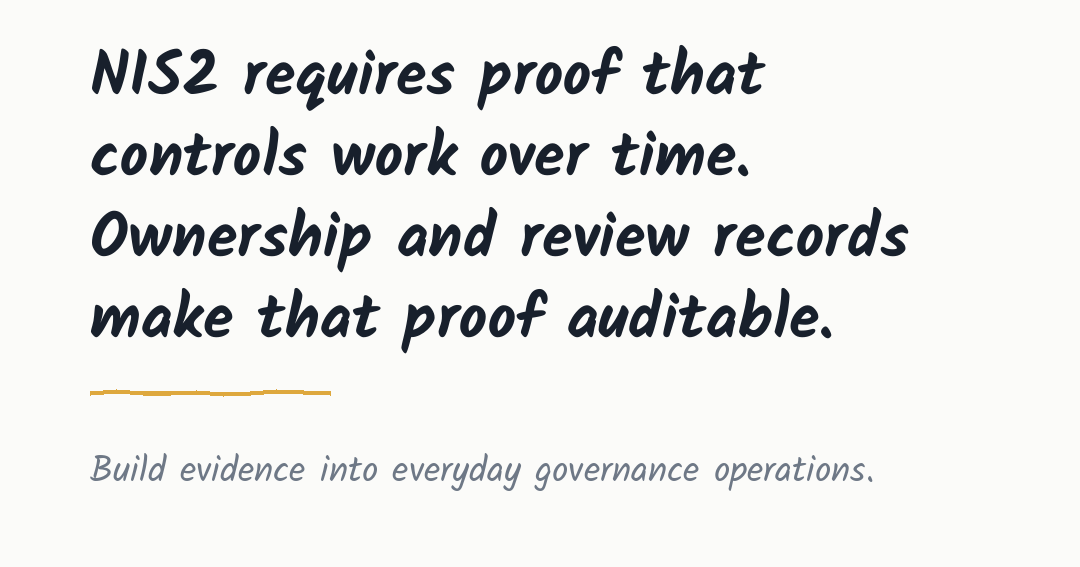 NIS2 requires proof that
controls work over time.
Ownership and review records
make that proof auditable.
Build evidence into everyday governance operations.